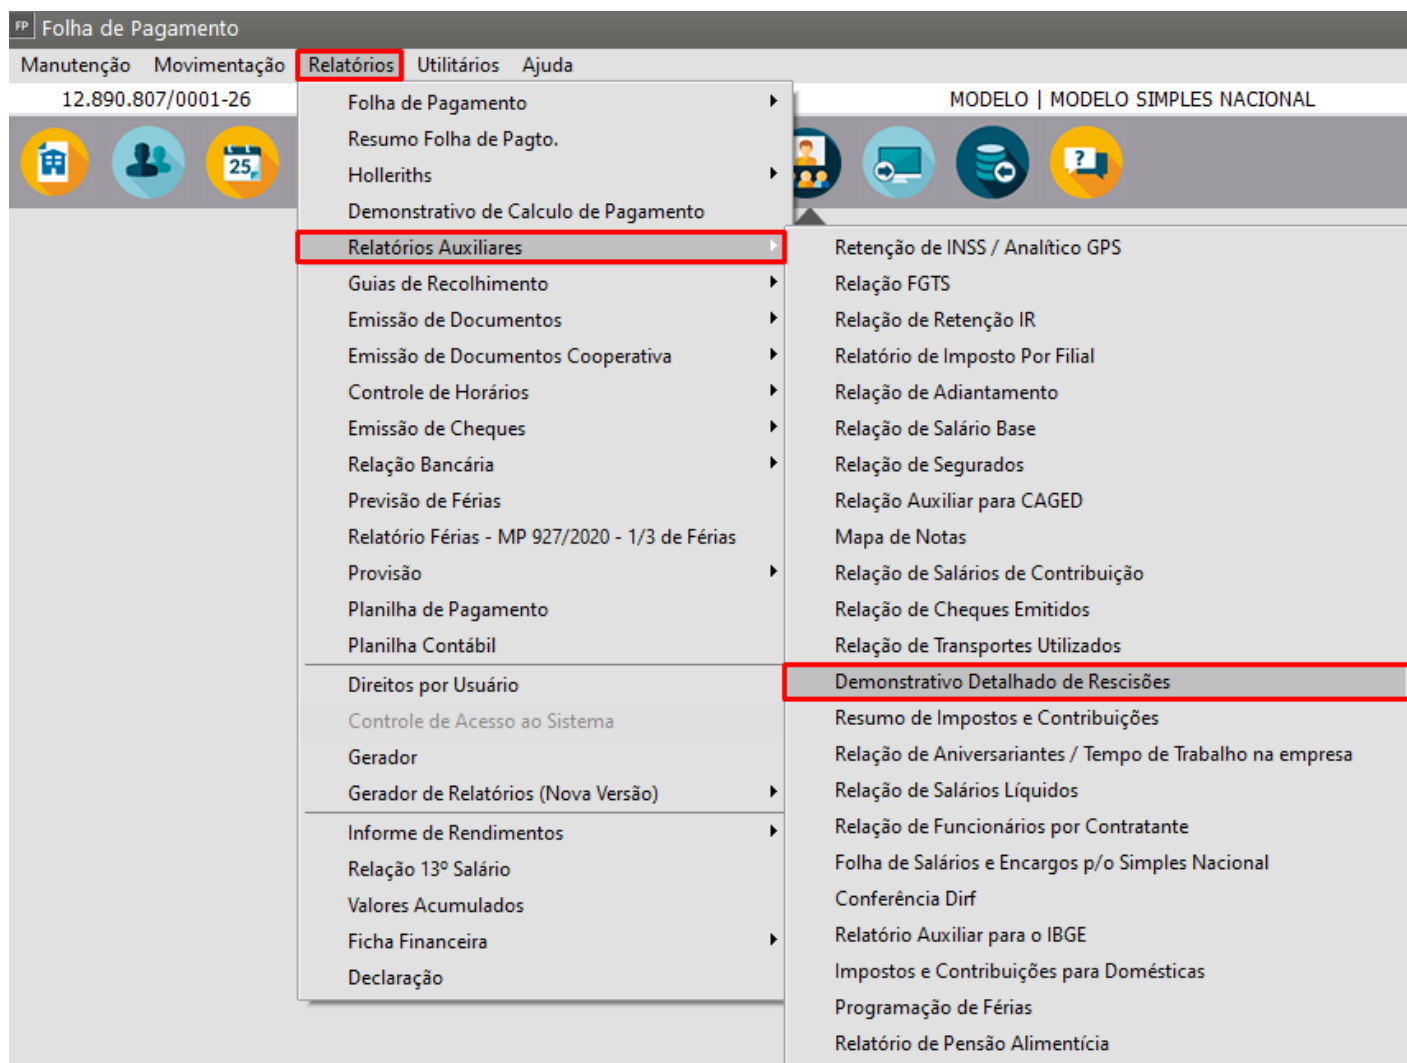 FP Folha de Pagamento
Manutenção Movimentação Relatórios Utilitários Ajuda
12.890.807/0001-26
MODELO | MODELO SIMPLES NACIONAL
25
?
Folha de Pagamento
Resumo Folha de Pagto.
Holleriths
Demonstrativo de Calculo de Pagamento
Relatórios Auxiliares
Guias de Recolhimento
Emissão de Documentos
Emissão de Documentos Cooperativa
Controle de Horários
Emissão de Cheques
Relação Bancária
Previsão de Férias
Relatório Férias - MP 927/2020 - 1/3 de Férias
Provisão
Planilha de Pagamento
Planilha Contábil
Direitos por Usuário
Controle de Acesso ao Sistema
Gerador
Gerador de Relatórios (Nova Versão)
Informe de Rendimentos
Relação 13º Salário
Valores Acumulados
Ficha Financeira
Declaração
Retenção de INSS / Analítico GPS
Relação FGTS
Relação de Retenção IR
Relatório de Imposto Por Filial
Relação de Adiantamento
Relação de Salário Base
Relação de Segurados
Relação Auxiliar para CAGED
Mapa de Notas
Relação de Salários de Contribuição
Relação de Cheques Emitidos
Relação de Transportes Utilizados
Demonstrativo Detalhado de Rescisões
Resumo de Impostos e Contribuições
Relação de Aniversariantes / Tempo de Trabalho na empresa
Relação de Salários Líquidos
Relação de Funcionários por Contratante
Folha de Salários e Encargos p/o Simples Nacional
Conferência Dirf
Relatório Auxiliar para o IBGE
Impostos e Contribuições para Domésticas
Programação de Férias
Relatório de Pensão Alimentícia